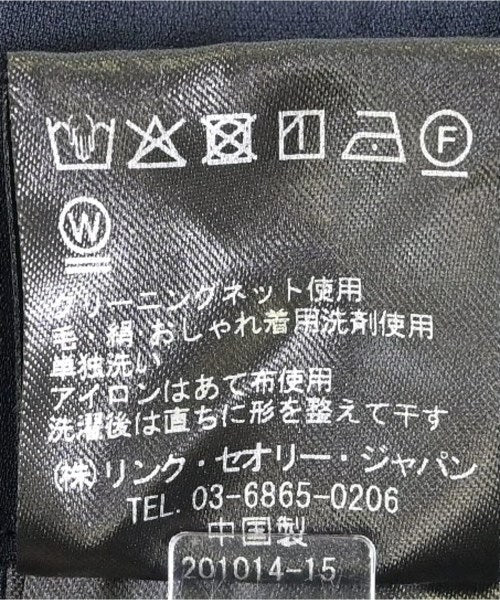 F
W
クリーニングネット使用
毛・絹 おしゃれ着用洗剤使用
単独洗い
アイロンはあて布使用
洗濯後は直ちに形を整えて干す
(株)リンク・セオリー・ジャパン
TEL. 03-6865-0206
中国製
201014-15